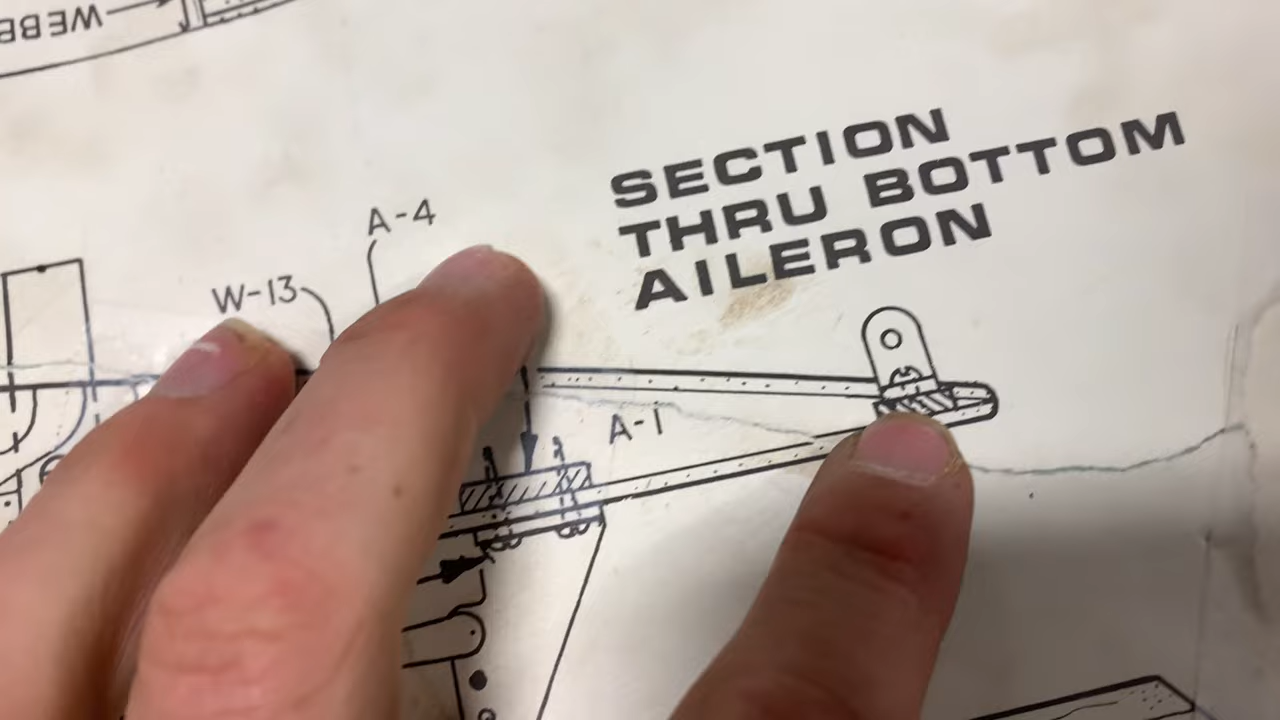 WEBB
SECTION
THRU BOTTOM
AILERON
A-4
W-13
A-1